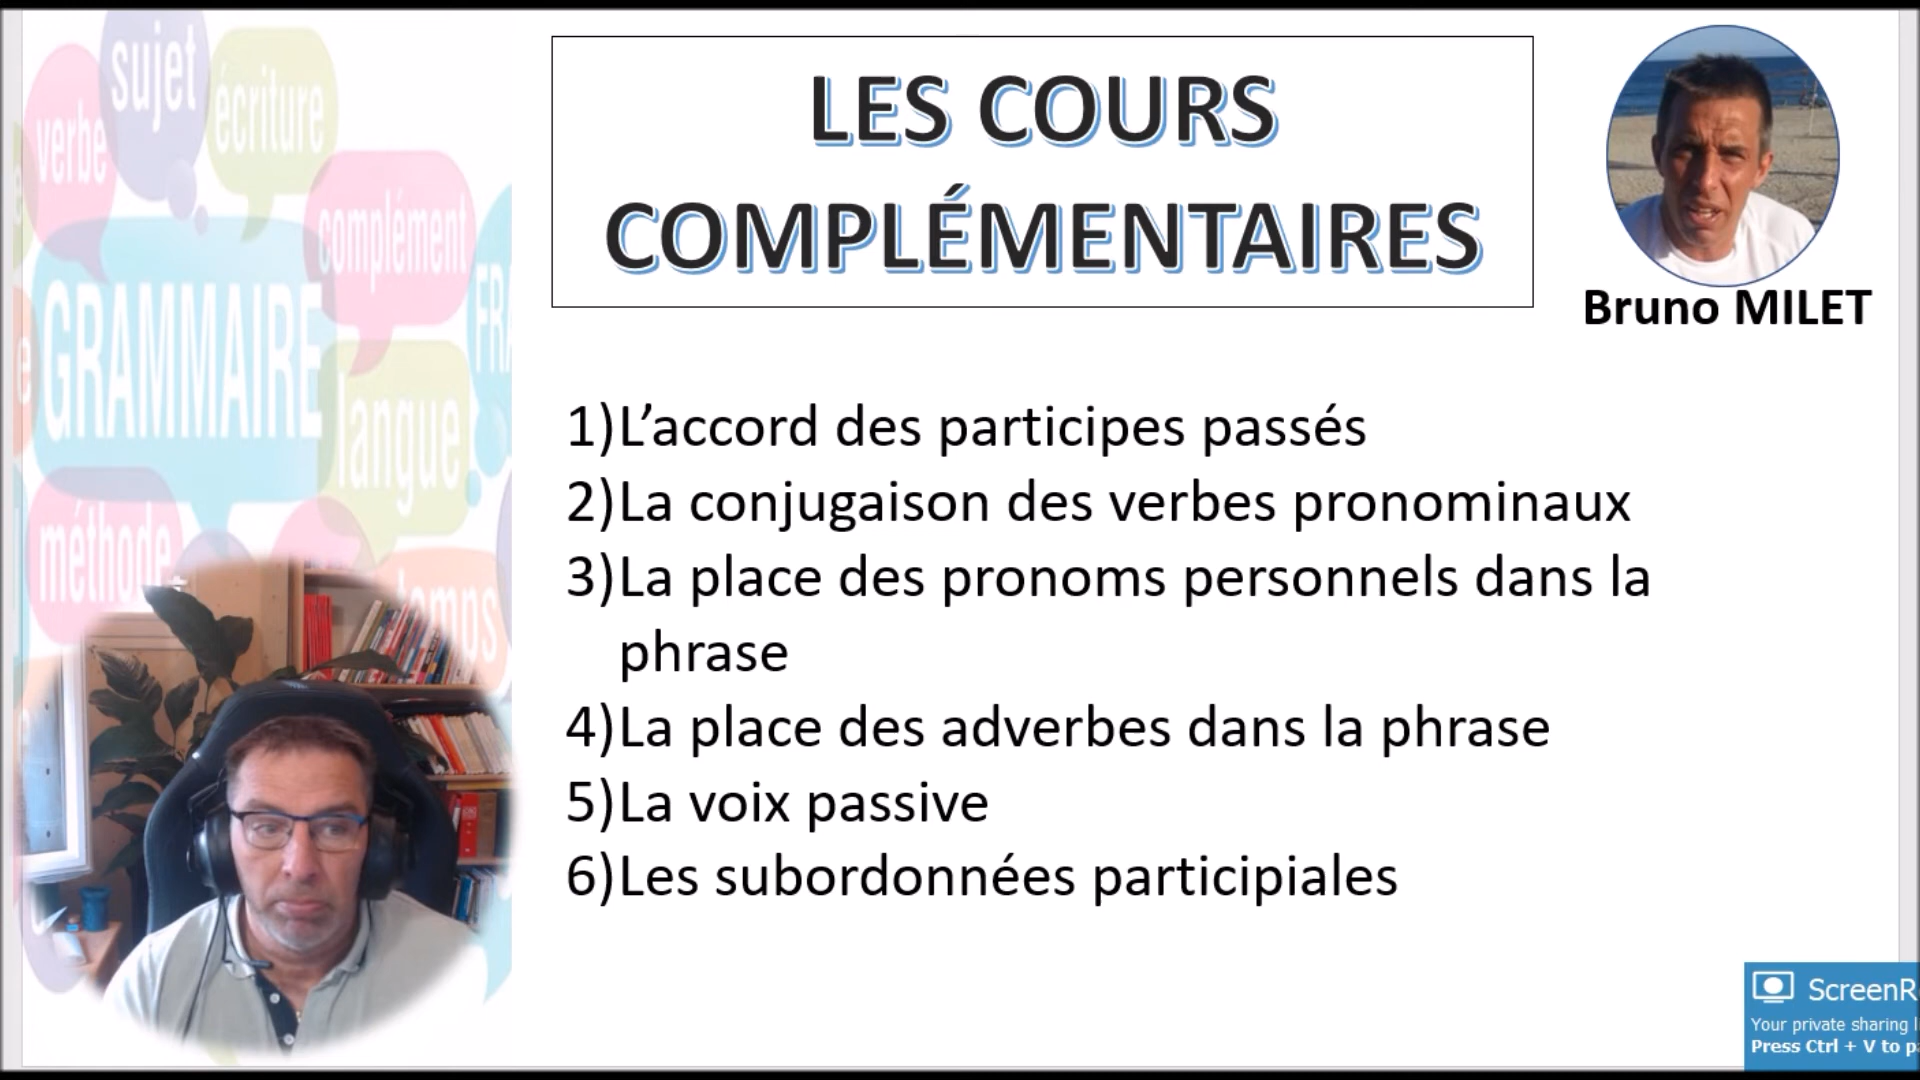 sujet
écriture
verbe
complément
GRAMMAIRE
langue
méthode
temps
LES COURS
COMPLÉMENTAIRES
Bruno MILET
1)L’accord des participes passés
2)La conjugaison des verbes pronominaux
3)La place des pronoms personnels dans la
phrase
4)La place des adverbes dans la phrase
5)La voix passive
6)Les subordonnées participiales
ScreenR
Your private sharing
Press Ctrl + V to